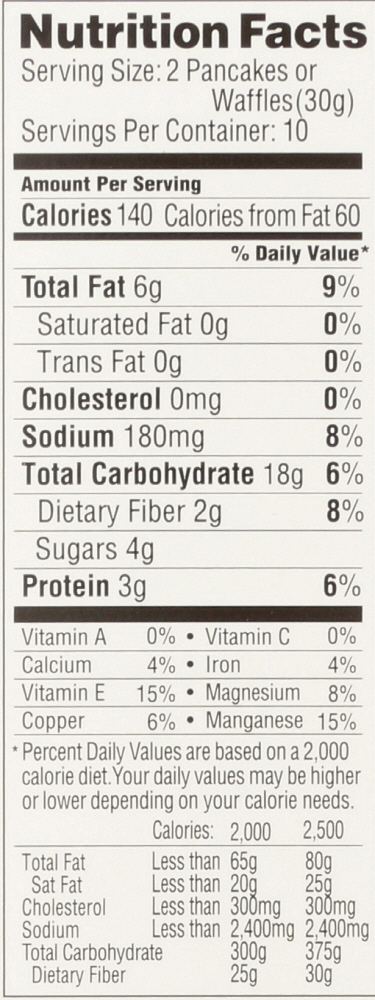 Nutrition Facts
Serving Size: 2 Pancakes or
Waffles(30g)
Servings Per Container: 10
Amount Per Serving
Calories 140 Calories from Fat 60
% Daily Value*
Total Fat 6g 9%
Saturated Fat 0g 0%
Trans Fat 0g 0%
Cholesterol 0mg 0%
Sodium 180mg 8%
Total Carbohydrate 18g 6%
Dietary Fiber 2g 8%
Sugars 4g
Protein 3g 6%
Vitamin A 0% • Vitamin C 0%
Calcium 4% • Iron 4%
Vitamin E 15% • Magnesium 8%
Copper 6% • Manganese 15%
* Percent Daily Values are based on a 2,000
calorie diet.Your daily values may be higher
or lower depending on your calorie needs.
Calories: 2,000 2,500
Total Fat Less than 65g 80g
Sat Fat Less than 20g 25g
Cholesterol Less than 300mg 300mg
Sodium Less than 2,400mg 2,400mg
Total Carbohydrate 300g 375g
Dietary Fiber 25g 30g